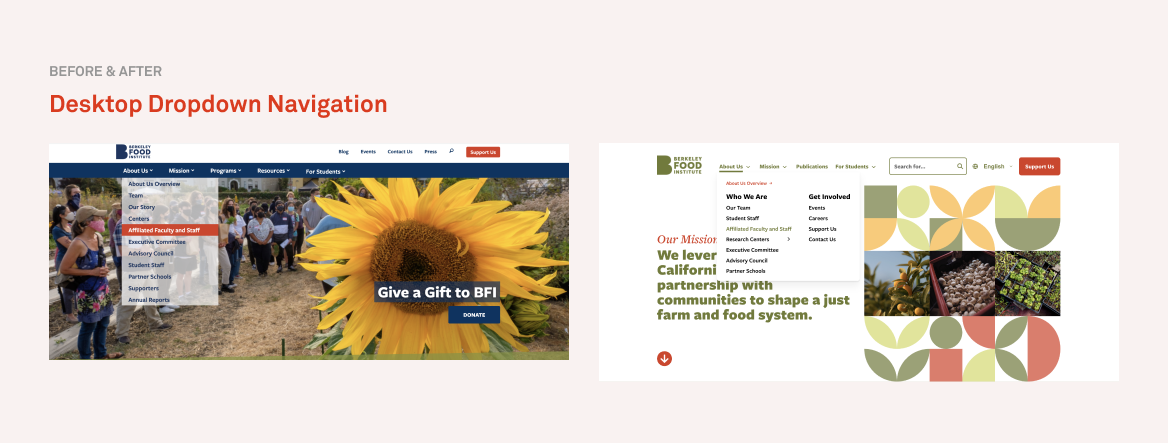 BEFORE & AFTER
Desktop Dropdown Navigation
BERKELEY
FOOD
INSTITUTE
Blog Events Contact Us Press Support Us
About Us Mission Programs Resources For Students
About Us Overview
Team
Our Story
Centers
Affiliated Faculty and Staff
Executive Committee
Advisory Council
Student Staff
Partner Schools
Supporters
Annual Reports
Give a Gift to BFI
DONATE
BERKELEY
FOOD
INSTITUTE
About Us Mission Publications For Students Search for... English Support Us
About Us Overview
Who We Are
Our Team
Student Staff
Affiliated Faculty and Staff
Research Centers
Executive Committee
Advisory Council
Partner Schools
Get Involved
Events
Careers
Support Us
Contact Us
Our Mission
We lever
Californi
partnership with
communities to shape a just
farm and food system.